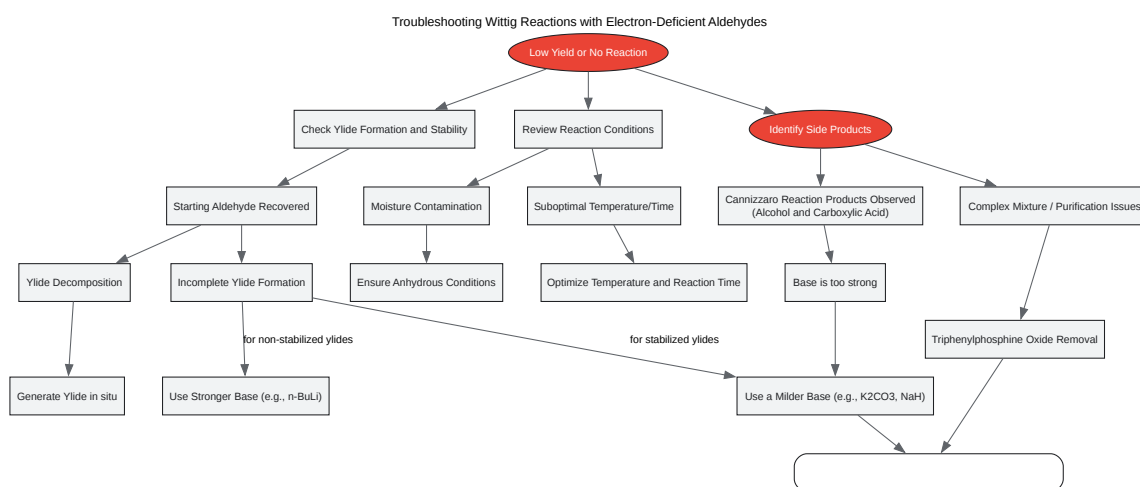 Troubleshooting Wittig Reactions with Electron-Deficient Aldehydes
Low Yield or No Reaction
Check Ylide Formation and Stability
Review Reaction Conditions
Identify Side Products
Starting Aldehyde Recovered
Moisture Contamination
Suboptimal Temperature/Time
Cannizzaro Reaction Products Observed
(Alcohol and Carboxylic Acid)
Complex Mixture / Purification Issues
Ylide Decomposition
Incomplete Ylide Formation
Ensure Anhydrous Conditions
Optimize Temperature and Reaction Time
Base is too strong
for non-stabilized ylides
for stabilized ylides
Triphenylphosphine Oxide Removal
Generate Ylide in situ
Use Stronger Base (e.g., n-BuLi)
Use a Milder Base (e.g., K2CO3, NaH)